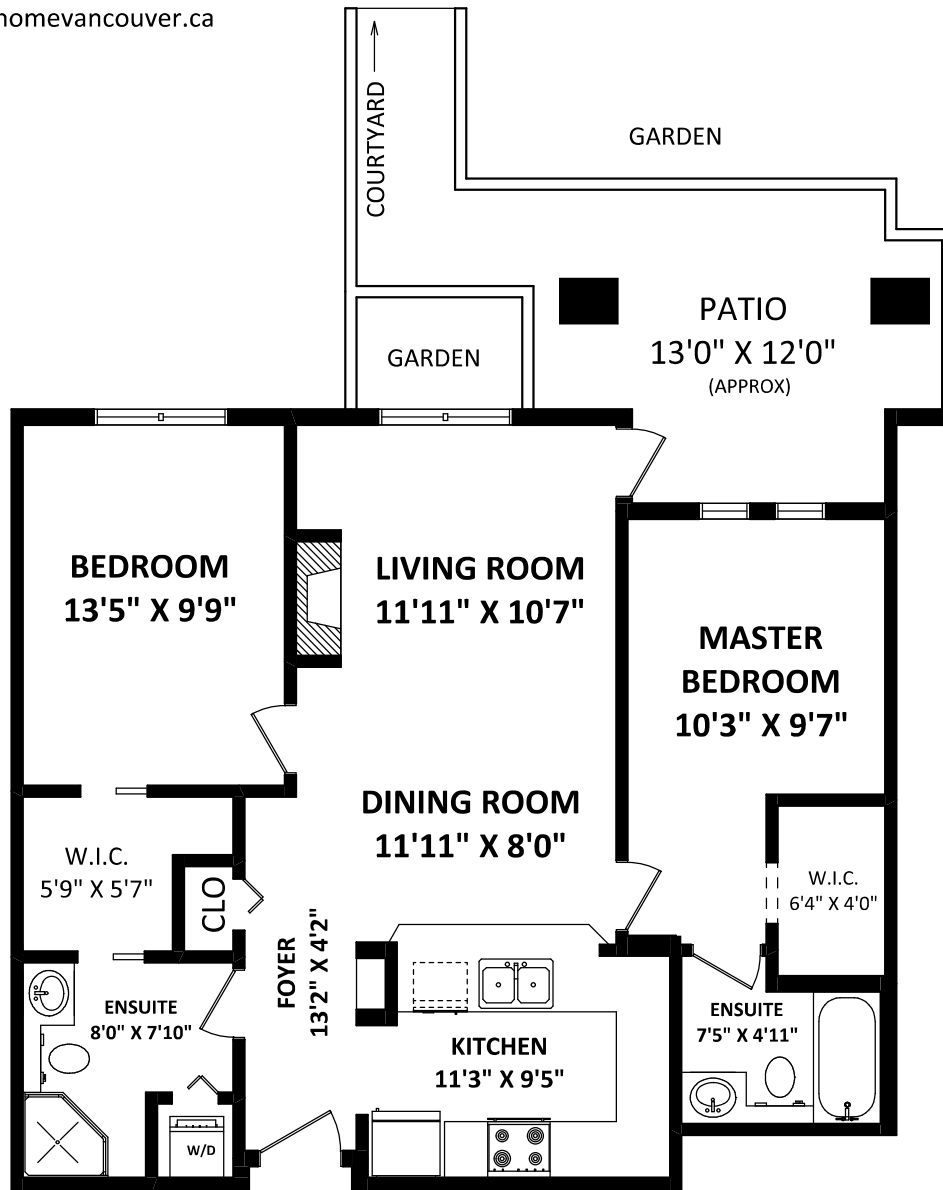 homevancouver.ca
COURTYARD
GARDEN
PATIO
13'0" X 12'0"
(APPROX)
GARDEN
BEDROOM
13'5" X 9'9"
LIVING ROOM
11'11" X 10'7"
MASTER
BEDROOM
10'3" X 9'7"
DINING ROOM
11'11" X 8'0"
W.I.C.
5'9" X 5'7"
CLO
W.I.C.
6'4" X 4'0"
FOYER
13'2" X 4'2"
ENSUITE
8'0" X 7'10"
KITCHEN
11'3" X 9'5"
ENSUITE
7'5" X 4'11"
W/D